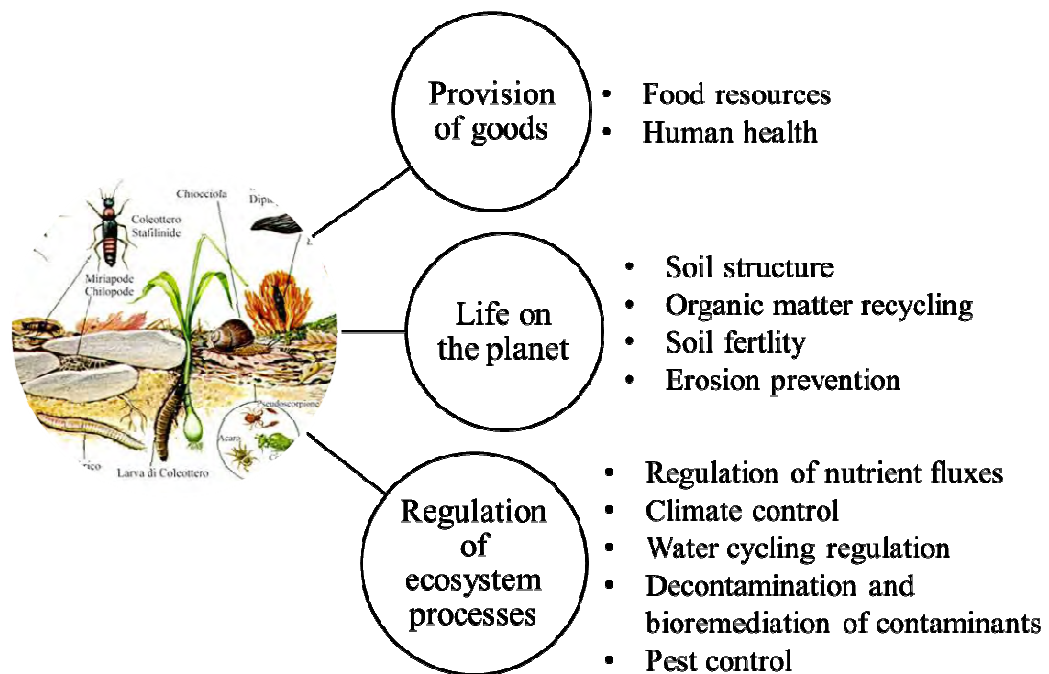 Provision
of goods
• Food resources
• Human health
Chiocciola
Coleottero
Stafilinide
Miriapode
Chilopode
Pseudoscorpione
Acaro
Larva di Coleottero
Life on
the planet
• Soil structure
• Organic matter recycling
• Soil fertlity
• Erosion prevention
Regulation
of
ecosystem
processes
• Regulation of nutrient fluxes
• Climate control
• Water cycling regulation
• Decontamination and
bioremediation of contaminants
• Pest control